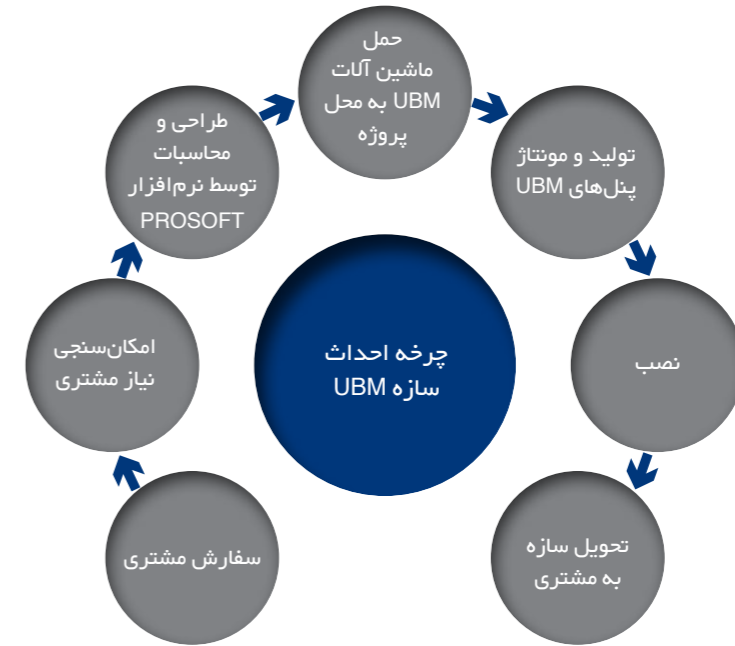 حمل
ماشین آلات
UBM به محل
پروژه
طراحی و
محاسبات
توسط نرم‌افزار
PROSOFT
تولید و مونتاژ
پنل‌های UBM
امکان‌سنجی
نیاز مشتری
چرخه احداث
سازه UBM
نصب
سفارش مشتری
تحویل سازه
به مشتری